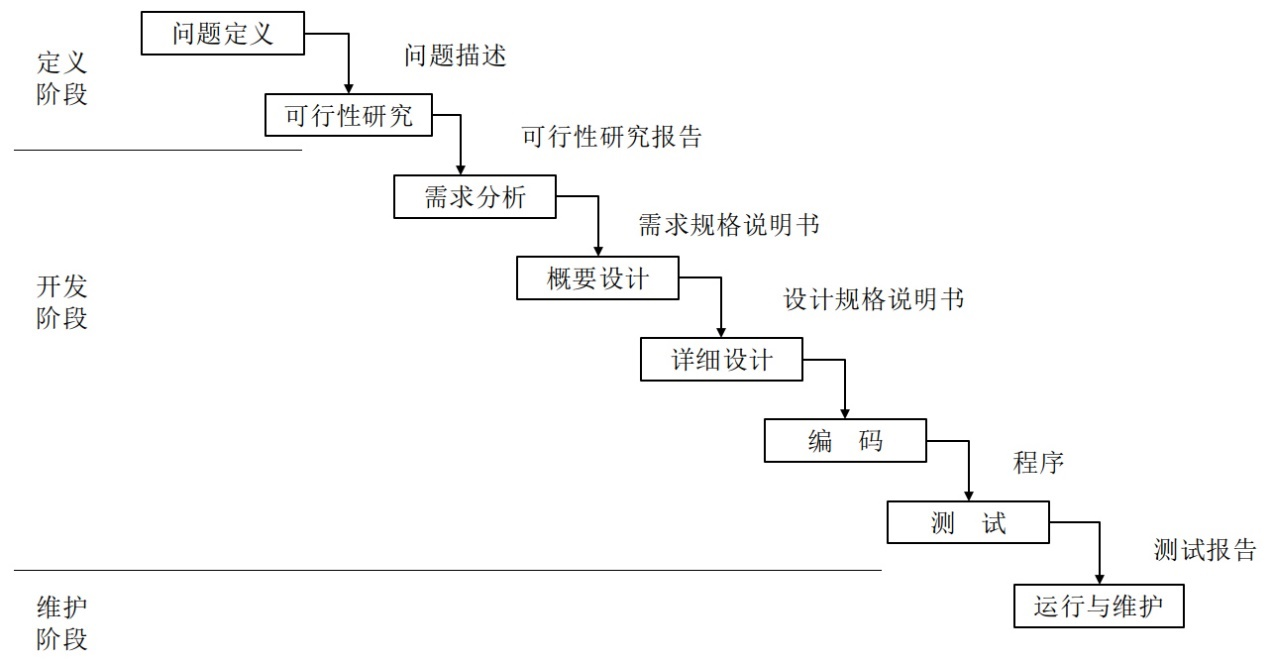 问题定义
定义
阶段
问题描述
可行性研究
可行性研究报告
需求分析
需求规格说明书
开发
阶段
概要设计
设计规格说明书
详细设计
编 码
程序
测 试
测试报告
维护
阶段
运行与维护